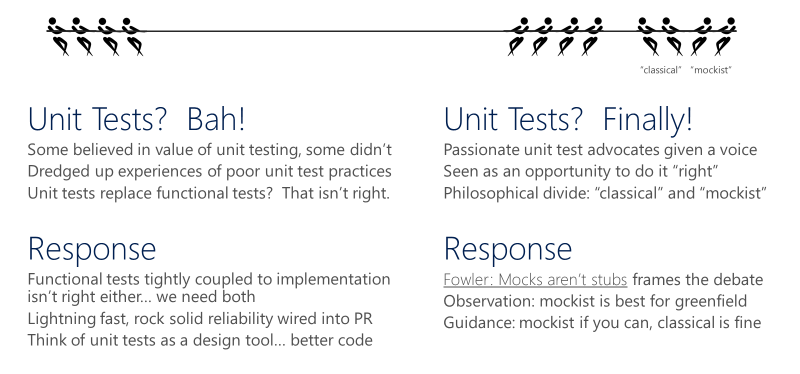 "classical" "mockist"
Unit Tests? Bah!
Some believed in value of unit testing, some didn't
Dredged up experiences of poor unit test practices
Unit tests replace functional tests? That isn't right.
Response
Functional tests tightly coupled to implementation
isn't right either... we need both
Lightning fast, rock solid reliability wired into PR
Think of unit tests as a design tool... better code
Unit Tests? Finally!
Passionate unit test advocates given a voice
Seen as an opportunity to do it "right"
Philosophical divide: "classical" and "mockist"
Response
Fowler: Mocks aren't stubs frames the debate
Observation: mockist is best for greenfield
Guidance: mockist if you can, classical is fine